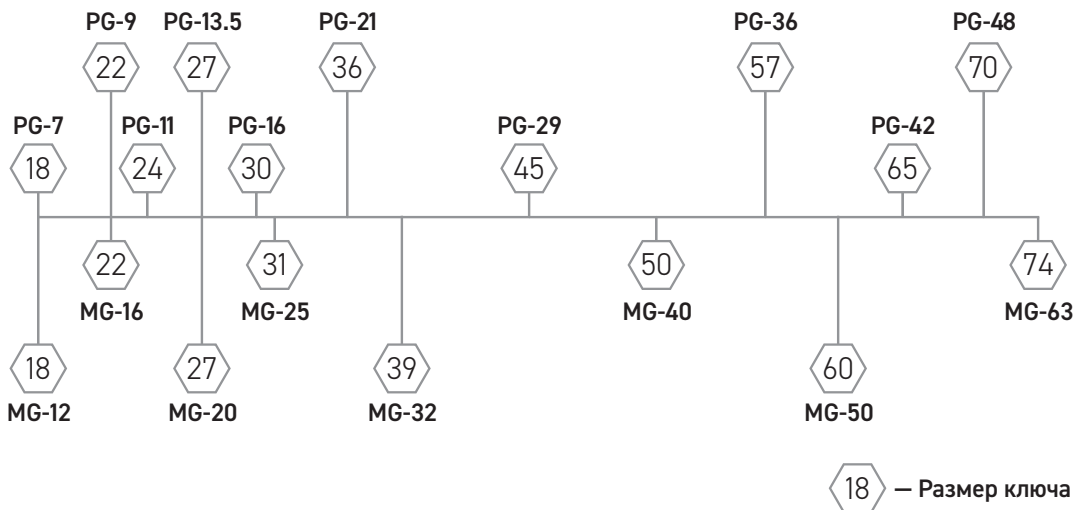 PG-9 PG-13.5 PG-21 PG-36 PG-48
22 27 36 57 70
PG-7 PG-11 PG-16 PG-29 PG-42
18 24 30 45 65
22 31 50 74
MG-16 MG-25 MG-40 MG-63
18 27 39 60
MG-12 MG-20 MG-32 MG-50
18 — Размер ключа